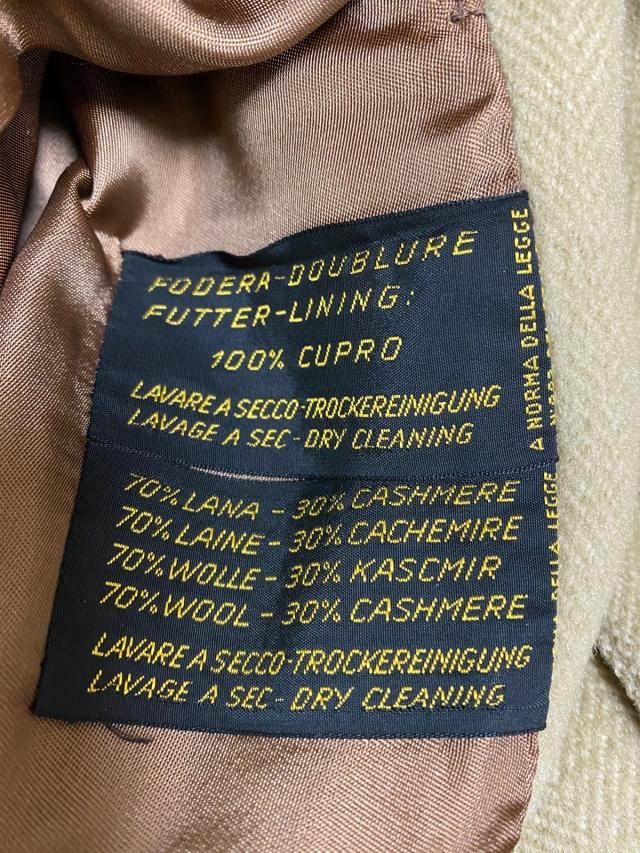 FODERA-DOUBLURE
FUTTER-LINING:
100% CUPRO
LAVARE A SECCO-TROCKEREINIGUNG
LAVAGE A SEC-DRY CLEANING
70% LANA - 30% CASHMERE
70% LAINE - 30% CACHEMIRE
70% WOLLE - 30% KASCMIR
70% WOOL - 30% CASHMERE
LAVARE A SECCO-TROCKEREINIGUNG
LAVAGE A SEC-DRY CLEANING
A NORMA DELLA LEGGE
DELLA LEGGE